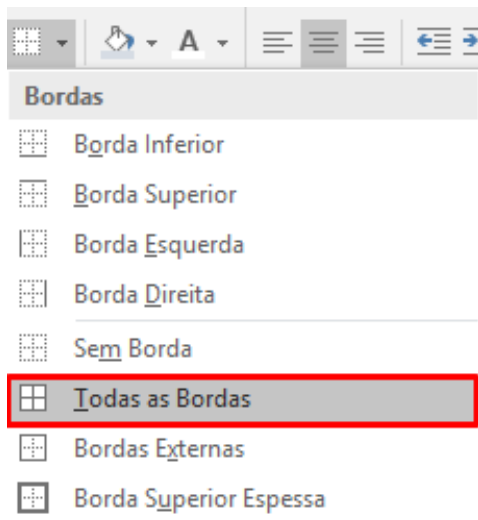 A
Bordas
Borda Inferior
Borda Superior
Borda Esquerda
Borda Direita
Sem Borda
Todas as Bordas
Bordas Externas
Borda Superior Espessa